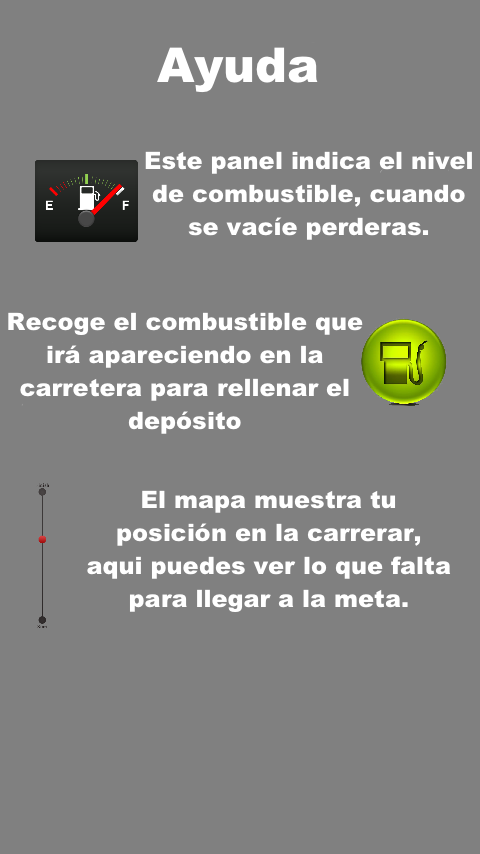 Ayuda
Este panel indica el nivel
de combustible, cuando
se vacíe perderas.
E F
Recoge el combustible que
irá apareciendo en la
carretera para rellenar el
depósito
El mapa muestra tu
posición en la carrerar,
aqui puedes ver lo que falta
para llegar a la meta.